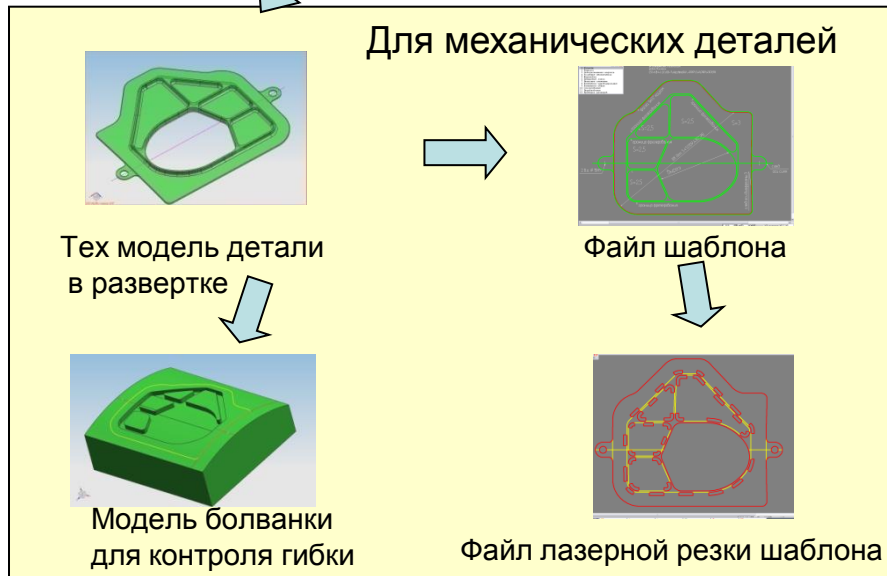 Для механических деталей
Тех модель детали
в развертке
Файл шаблона
Модель болванки
для контроля гибки
Файл лазерной резки шаблона